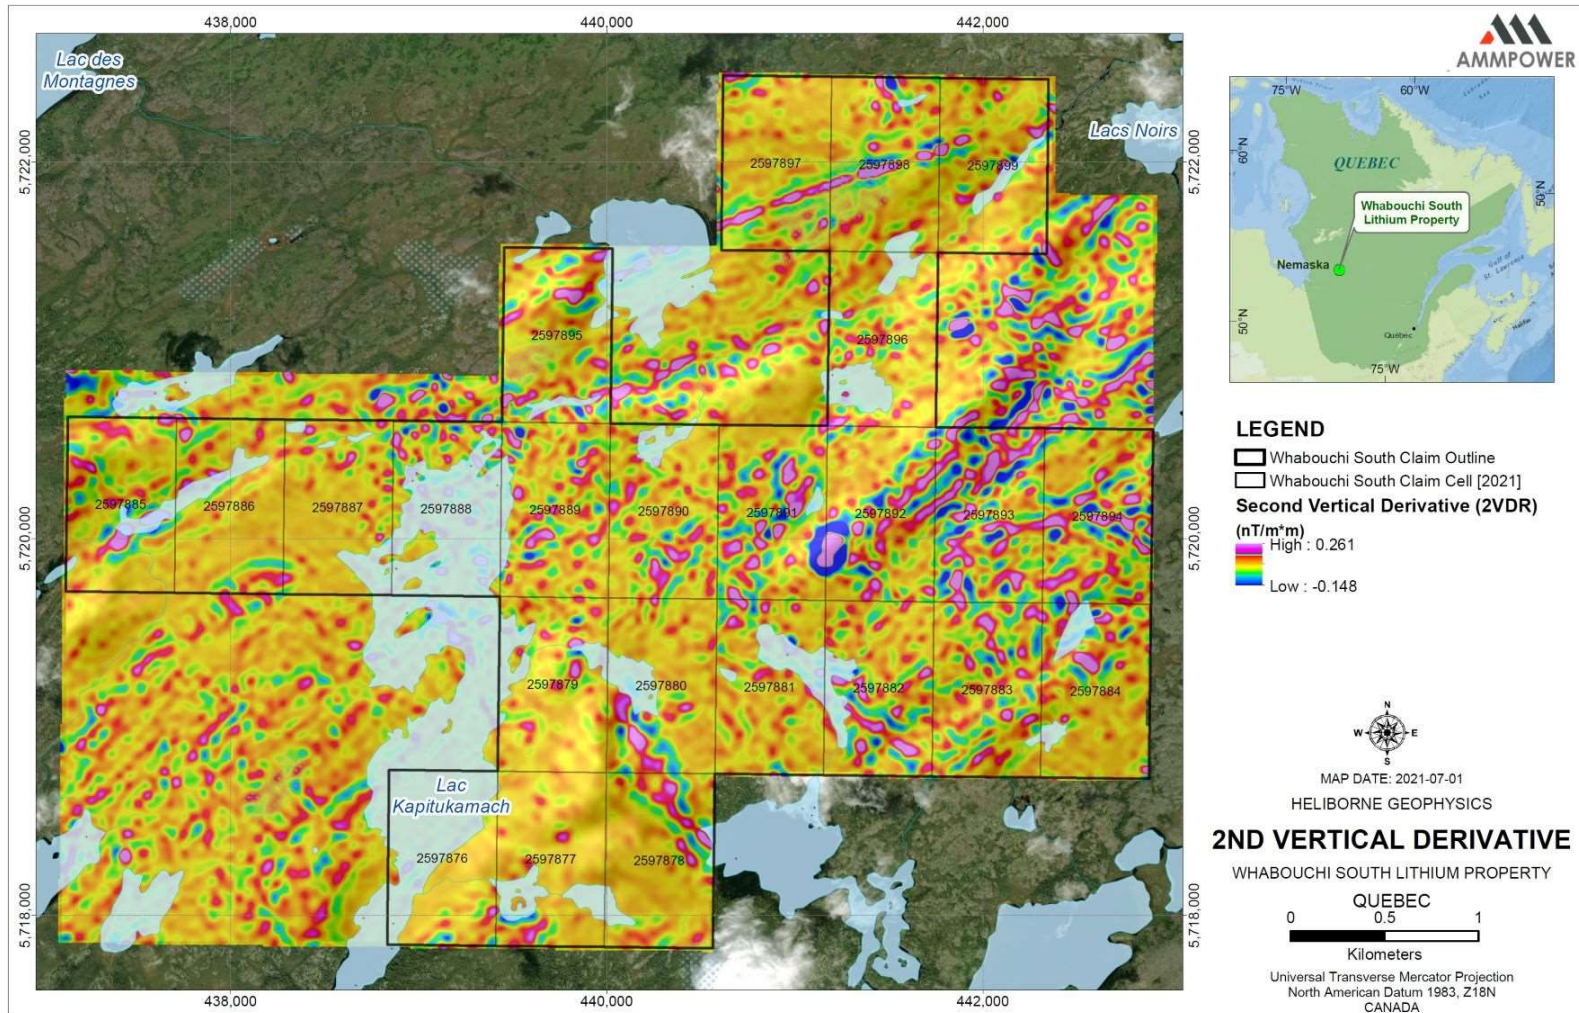 438,000
440,000
442,000
Lac des
Montagnes
Lacs Noirs
5,722,000
5,722,000
2597897
2597898
2597899
2597895
2597896
2597885
2597886
2597887
2597888
2597889
2597890
2597891
2597892
2597893
2597894
5,720,000
5,720,000
2597879
2597880
2597881
2597882
2597883
2597884
Lac
Kapitukamach
2597876
2597877
2597878
5,718,000
5,718,000
438,000
440,000
442,000
AMMPOWER
75°W
60°W
60°N
50°N
QUEBEC
Whabouchi South
Lithium Property
Nemaska
Gulf of
St. Lawrence
50°N
Québec
Halifax
75°W
LEGEND
Whabouchi South Claim Outline
Whabouchi South Claim Cell [2021]
Second Vertical Derivative (2VDR)
(nT/m*m)
High : 0.261
Low : -0.148
N
W E
S
MAP DATE: 2021-07-01
HELIBORNE GEOPHYSICS
2ND VERTICAL DERIVATIVE
WHABOUCHI SOUTH LITHIUM PROPERTY
QUEBEC
0 0.5 1
Kilometers
Universal Transverse Mercator Projection
North American Datum 1983, Z18N
CANADA